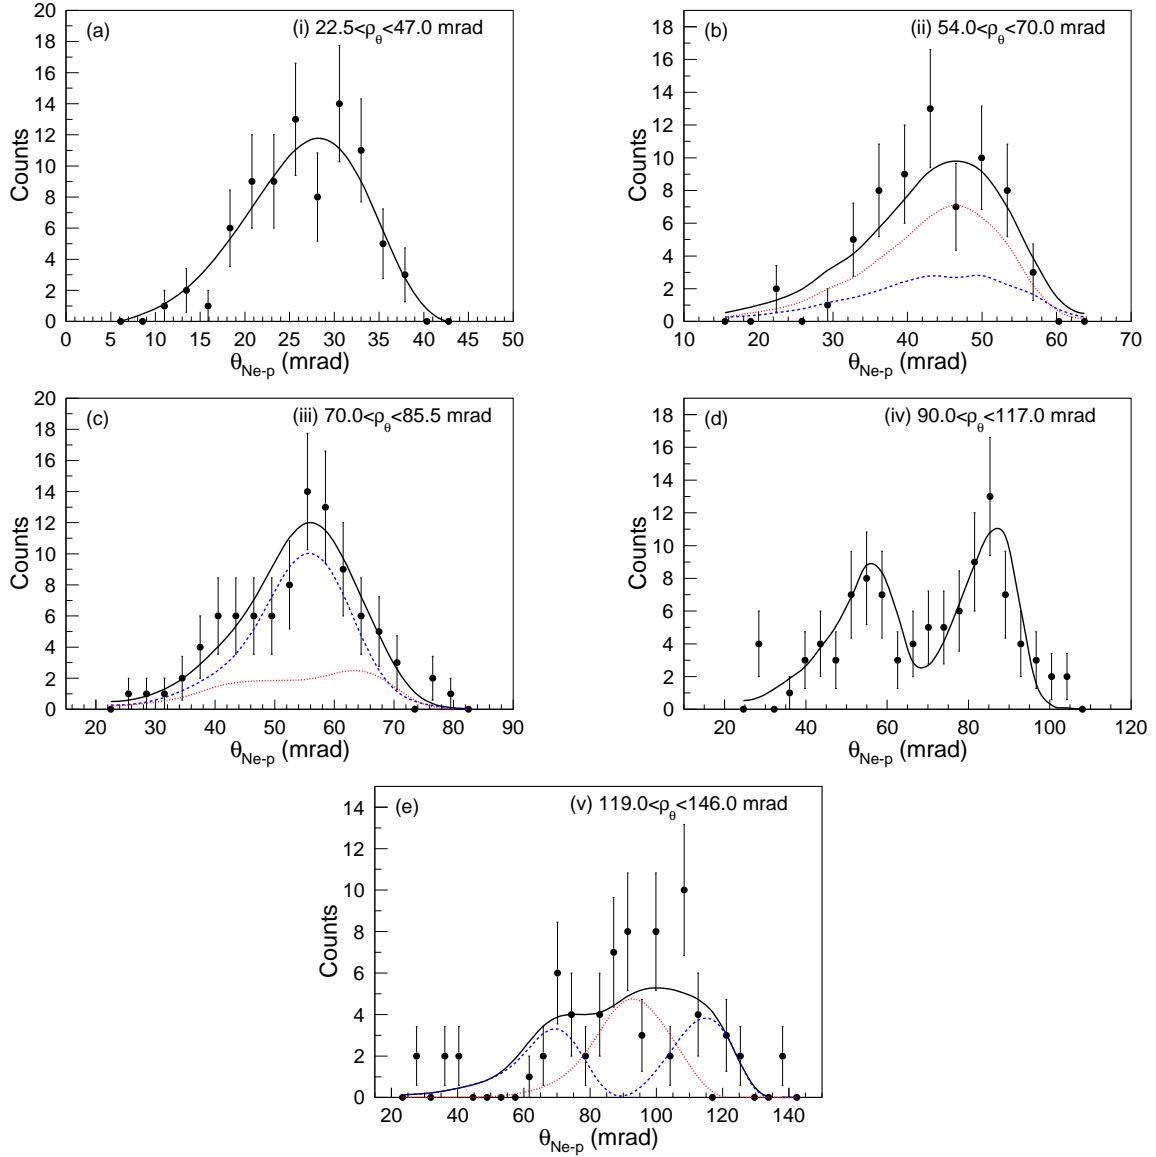 (a) (i) 22.5<ρθ<47.0 mrad
Counts
0 2 4 6 8 10 12 14 16 18 20
0 5 10 15 20 25 30 35 40 45 50
θNe-p (mrad)
(b) (ii) 54.0<ρθ<70.0 mrad
Counts
0 2 4 6 8 10 12 14 16 18 20
10 20 30 40 50 60 70
θNe-p (mrad)
(c) (iii) 70.0<ρθ<85.5 mrad
Counts
0 2 4 6 8 10 12 14 16 18 20
20 30 40 50 60 70 80 90
θNe-p (mrad)
(d) (iv) 90.0<ρθ<117.0 mrad
Counts
0 2 4 6 8 10 12 14 16 18
20 40 60 80 100 120
θNe-p (mrad)
(e) (v) 119.0<ρθ<146.0 mrad
Counts
0 2 4 6 8 10 12 14
20 40 60 80 100 120 140
θNe-p (mrad)